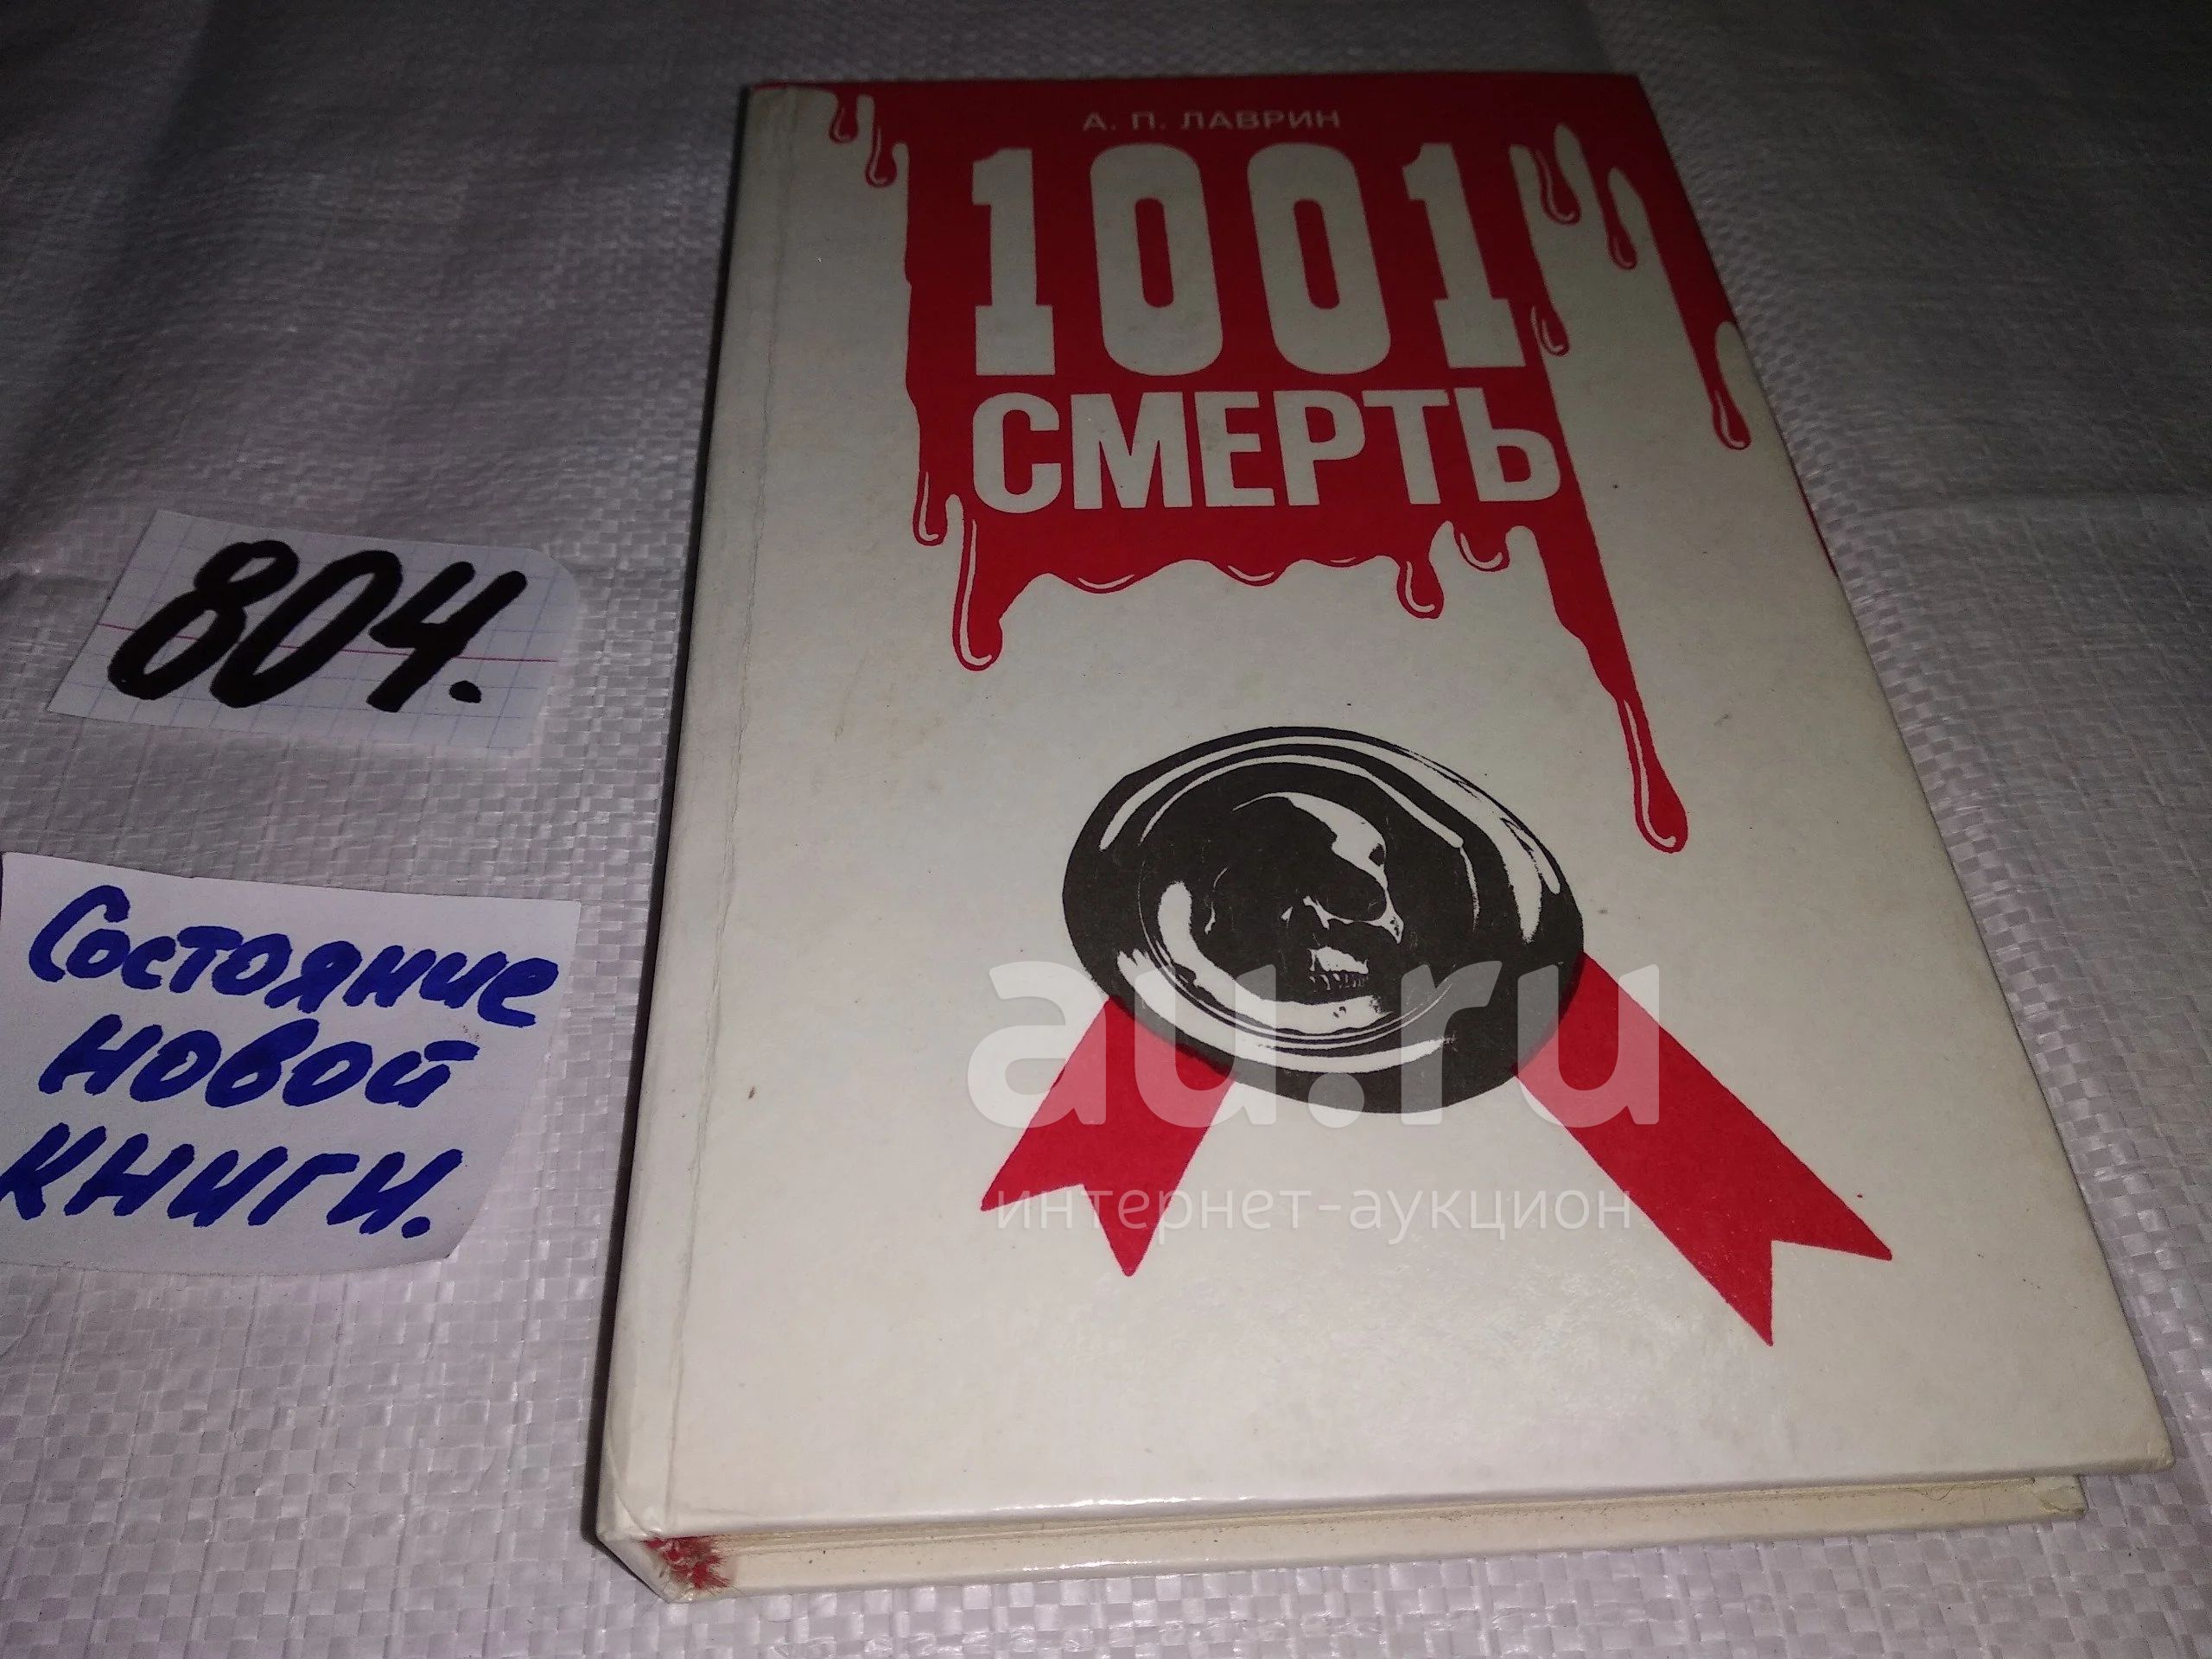 А. П. ЛАВРИН
1001
СМЕРТЬ
804.
Состояние
новой
книги.
au.ru
интернет-аукцион